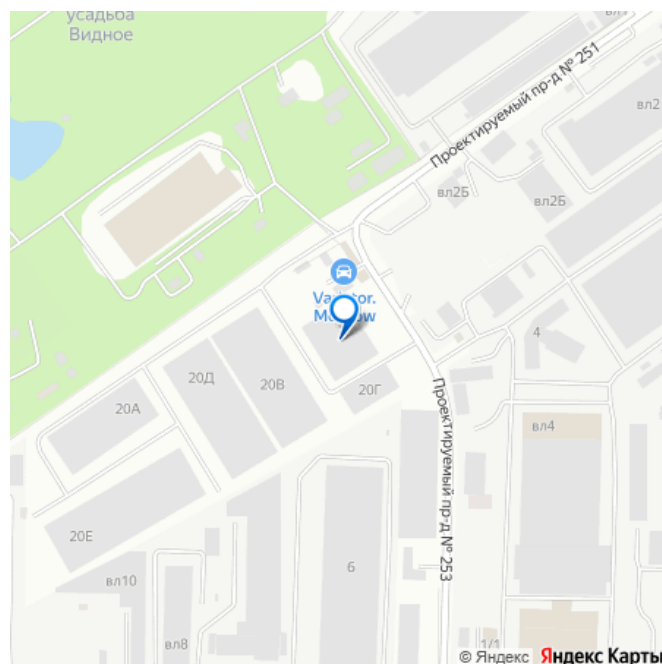 усадьба
Видное
Проектируемый пр-д № 251
вл2
вл2Б
вл2Б
4
20Д
20В
20А
20Г
вл4
Проектируемый пр-д № 253
20Е
6
вл10
вл8
1/1
© Яндекс Яндекс Карты